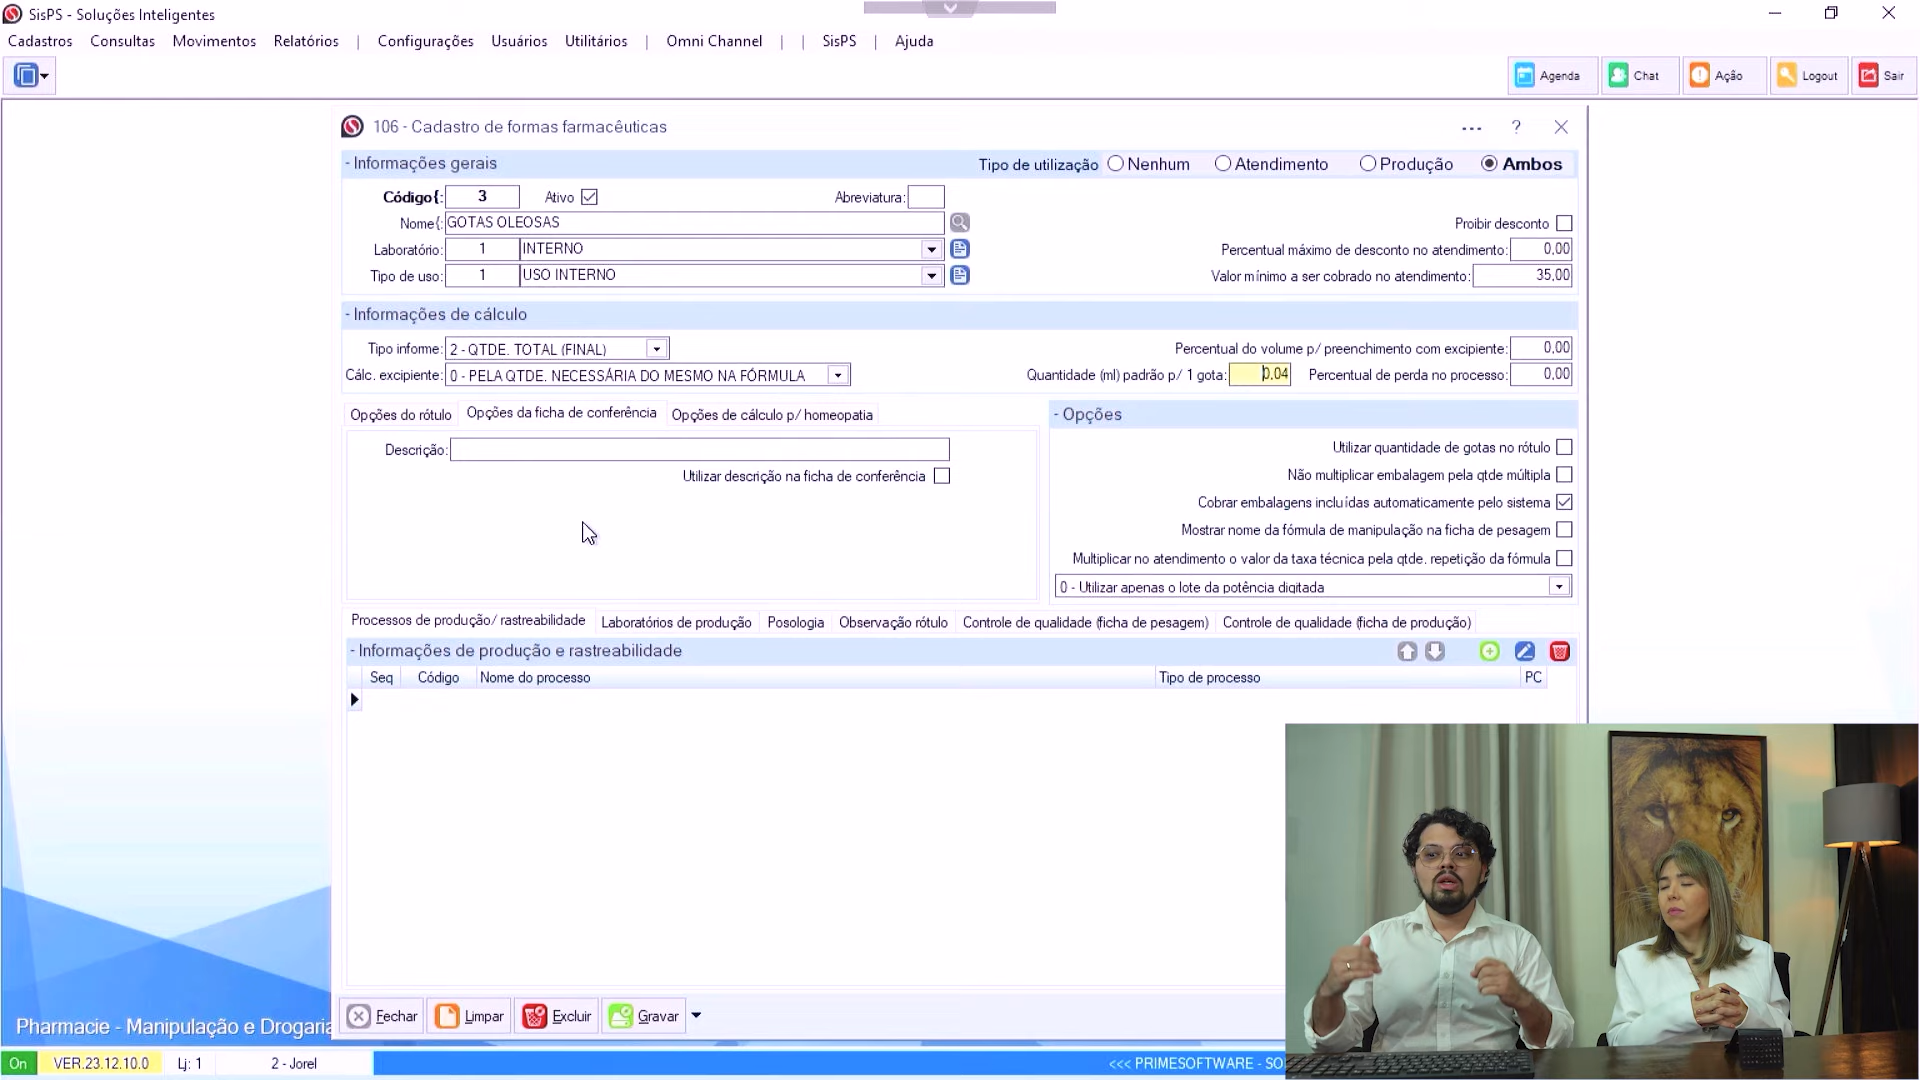 SisPS - Soluções Inteligentes
Cadastros Consultas Movimentos Relatórios | Configurações Usuários Utilitários | Omni Channel | | SisPS | Ajuda
Agenda Chat Ação Logout Sair
106 - Cadastro de formas farmacêuticas
- Informações gerais Tipo de utilização Nenhum Atendimento Produção Ambos
Código{: 3 Ativo Abreviatura:
Nome{: GOTAS OLEOSAS Proibir desconto
Laboratório: 1 INTERNO Percentual máximo de desconto no atendimento: 0,00
Tipo de uso: 1 USO INTERNO Valor mínimo a ser cobrado no atendimento: 35,00
- Informações de cálculo
Tipo informe: 2 - QTDE. TOTAL (FINAL) Percentual do volume p/ preenchimento com excipiente: 0,00
Cálc. excipiente: 0 - PELA QTDE. NECESSÁRIA DO MESMO NA FÓRMULA Quantidade (ml) padrão p/ 1 gota: 0,04 Percentual de perda no processo: 0,00
Opções do rótulo Opções da ficha de conferência Opções de cálculo p/ homeopatia - Opções
Descrição: Utilizar quantidade de gotas no rótulo
Utilizar descrição na ficha de conferência Não multiplicar embalagem pela qtde múltipla
Cobrar embalagens incluídas automaticamente pelo sistema
Mostrar nome da fórmula de manipulação na ficha de pesagem
Multiplicar no atendimento o valor da taxa técnica pela qtde. repetição da fórmula
0 - Utilizar apenas o lote da potência digitada
Processos de produção/ rastreabilidade Laboratórios de produção Posologia Observação rótulo Controle de qualidade (ficha de pesagem) Controle de qualidade (ficha de produção)
- Informações de produção e rastreabilidade
Seq Código Nome do processo Tipo de processo PC
Fechar Limpar Excluir Gravar
Pharmacie - Manipulação e Drogaria
On VER.23.12.10.0 Lj: 1 2 - Jorel <<< PRIMESOFTWARE - SO